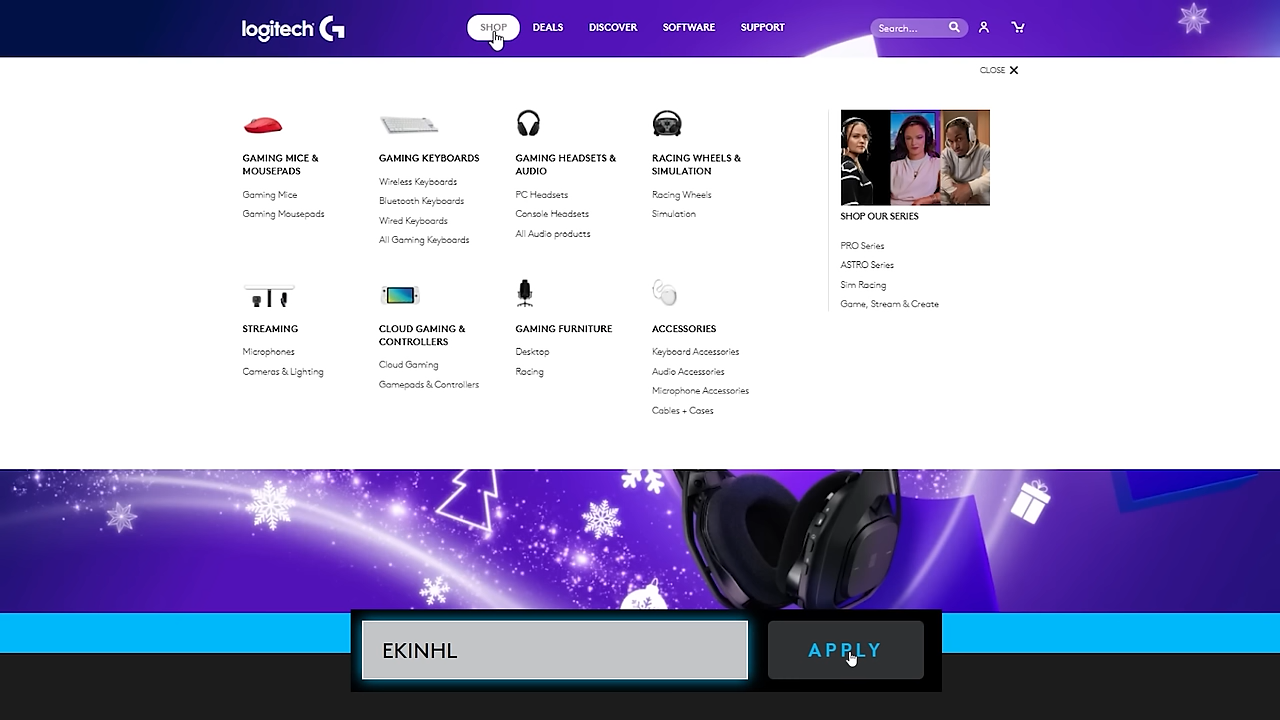 logitech G
SHOP
DEALS
DISCOVER
SOFTWARE
SUPPORT
Search...
CLOSE X
GAMING MICE &
MOUSEPADS
Gaming Mice
Gaming Mousepads
GAMING KEYBOARDS
Wireless Keyboards
Bluetooth Keyboards
Wired Keyboards
All Gaming Keyboards
GAMING HEADSETS &
AUDIO
PC Headsets
Console Headsets
All Audio products
RACING WHEELS &
SIMULATION
Racing Wheels
Simulation
SHOP OUR SERIES
PRO Series
ASTRO Series
Sim Racing
Game, Stream & Create
STREAMING
Microphones
Cameras & Lighting
CLOUD GAMING &
CONTROLLERS
Cloud Gaming
Gamepads & Controllers
GAMING FURNITURE
Desktop
Racing
ACCESSORIES
Keyboard Accessories
Audio Accessories
Microphone Accessories
Cables + Cases
EKINHL
APPLY